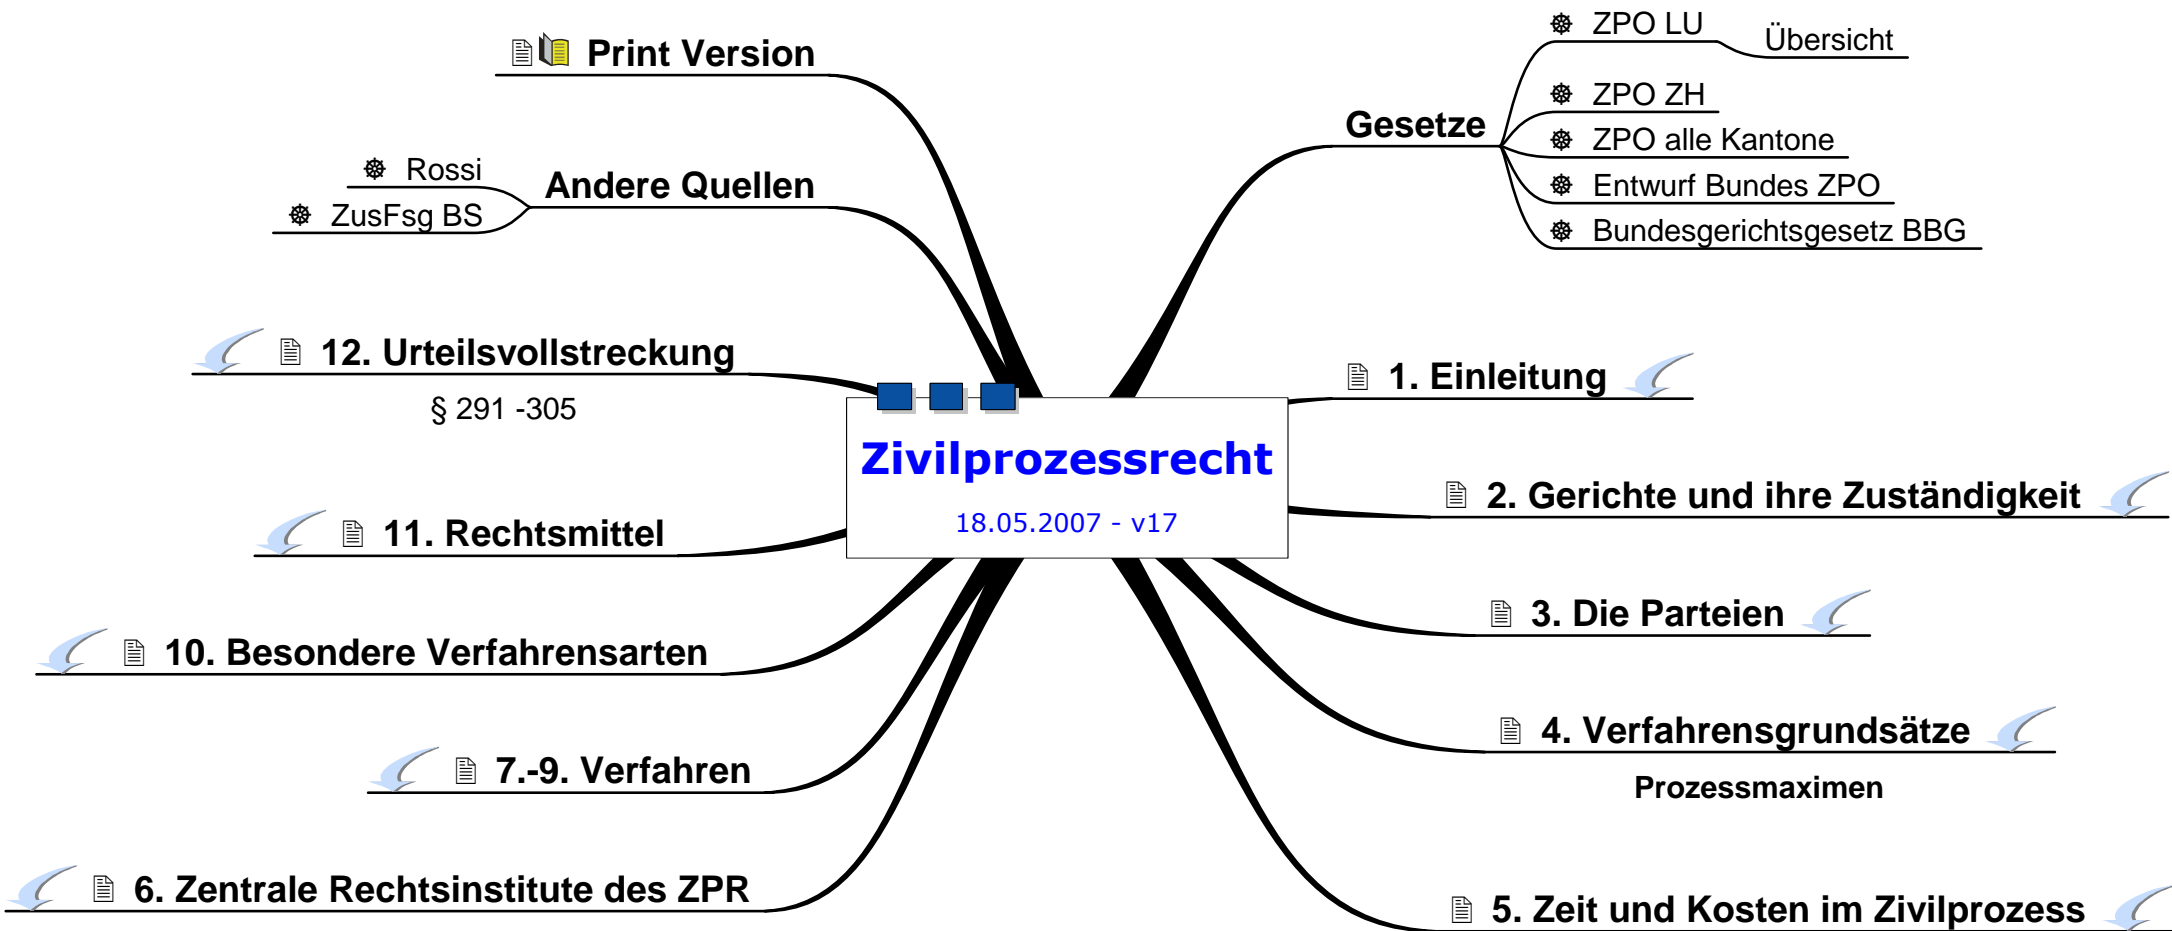 Print Version
Andere Quellen
Rossi
ZusFsg BS
Gesetze
ZPO LU
Übersicht
ZPO ZH
ZPO alle Kantone
Entwurf Bundes ZPO
Bundesgerichtsgesetz BBG
Zivilprozessrecht
18.05.2007 - v17
1. Einleitung
2. Gerichte und ihre Zuständigkeit
3. Die Parteien
4. Verfahrensgrundsätze
Prozessmaximen
5. Zeit und Kosten im Zivilprozess
6. Zentrale Rechtsinstitute des ZPR
7.-9. Verfahren
10. Besondere Verfahrensarten
11. Rechtsmittel
12. Urteilsvollstreckung
§ 291 -305